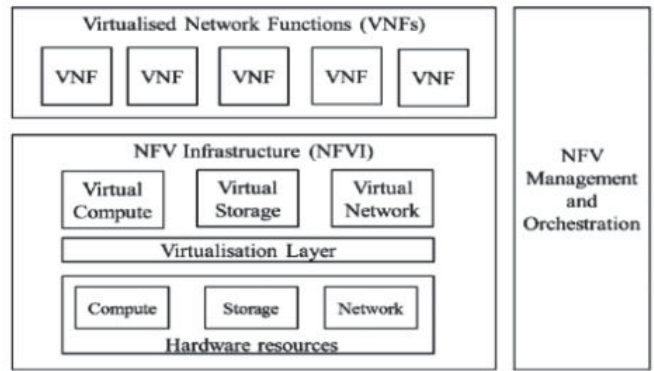 Virtualised Network Functions (VNFs)
VNF VNF VNF VNF VNF
NFV Infrastructure (NFVI)
Virtual Compute
Virtual Storage
Virtual Network
Virtualisation Layer
Compute Storage Network
Hardware resources
NFV
Management
and
Orchestration